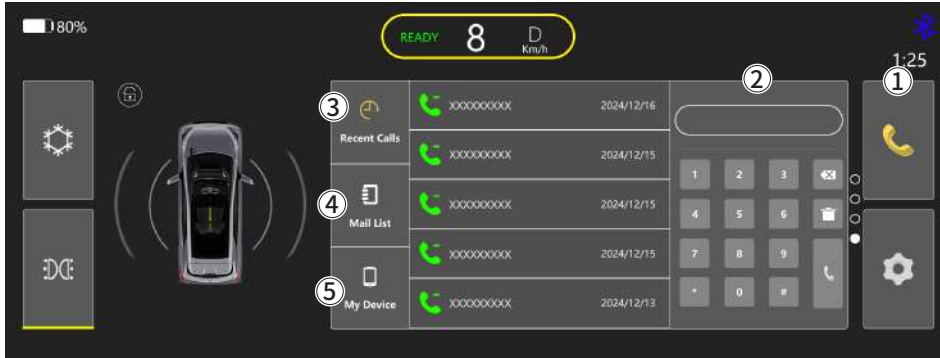 80%
READY 8 D
Km/h
1:25
① 
②
③
Recent Calls
XXXXXXXXX 2024/12/16
XXXXXXXXX 2024/12/15
④
Mail List
XXXXXXXXX 2024/12/15
XXXXXXXXX 2024/12/15
⑤
My Device
XXXXXXXXX 2024/12/13
1 2 3
4 5 6
7 8 9
* 0 #